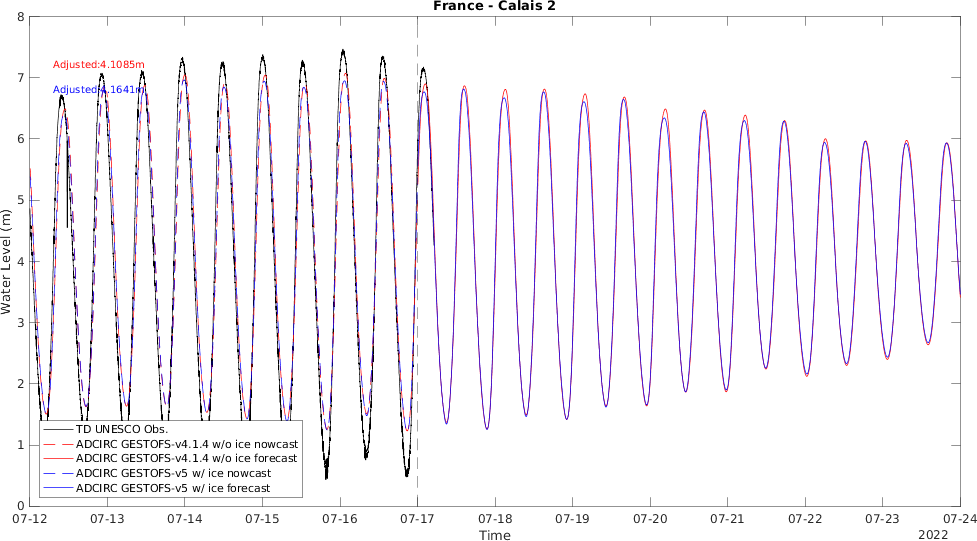 France - Calais 2
8
7
6
5
4
3
2
1
0
Water Level (m)
Adjusted:4.1085m
Adjusted:4.1641m
TD UNESCO Obs.
ADCIRC GESTOFS-v4.1.4 w/o ice nowcast
ADCIRC GESTOFS-v4.1.4 w/o ice forecast
ADCIRC GESTOFS-v5 w/ ice nowcast
ADCIRC GESTOFS-v5 w/ ice forecast
07-12 07-13 07-14 07-15 07-16 07-17 07-18 07-19 07-20 07-21 07-22 07-23 07-24
Time
2022